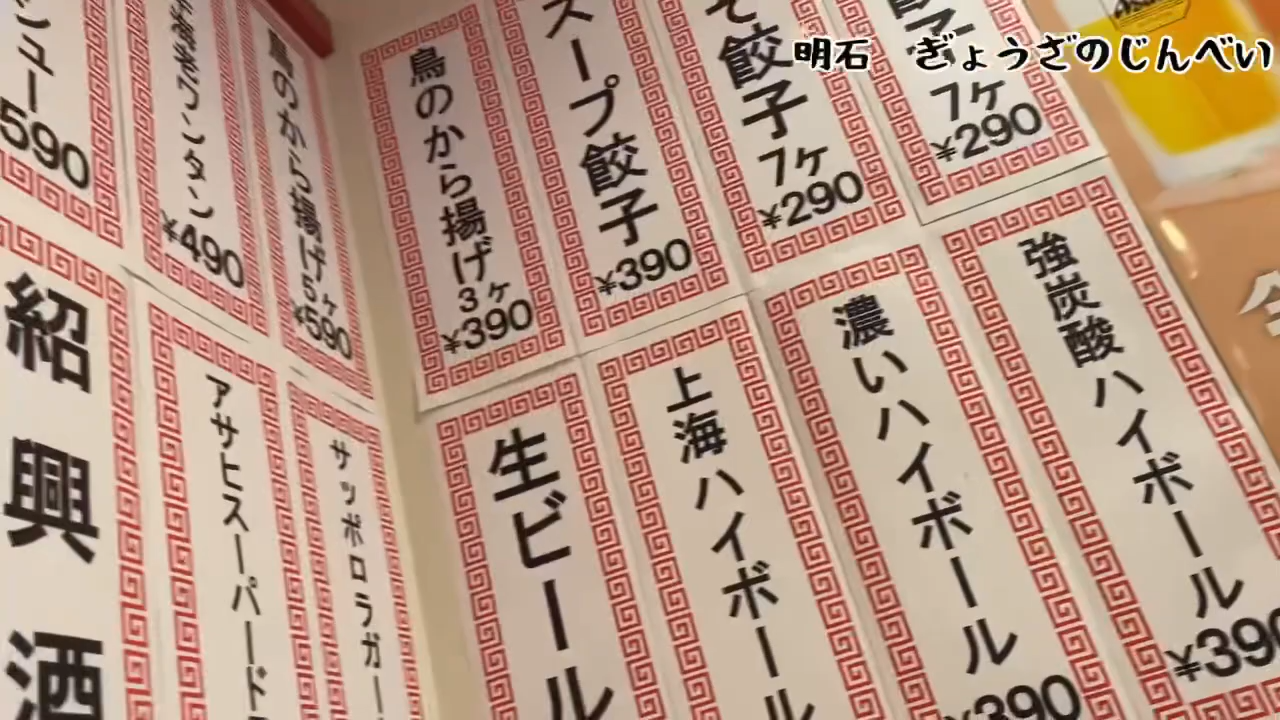 明石 ぎょうざのじんべい
ュー
590
ワンタン
¥490
鳥のから揚げ
5ヶ
¥590
鳥のから揚げ
3ヶ
¥390
スープ餃子
¥390
そ餃子
7ヶ
¥290
餃子
7ヶ
¥290
紹興酒
アサヒスーパード
サッポロラガー
生ビール
上海ハイボール
濃いハイボール
¥390
強炭酸ハイボール
¥390